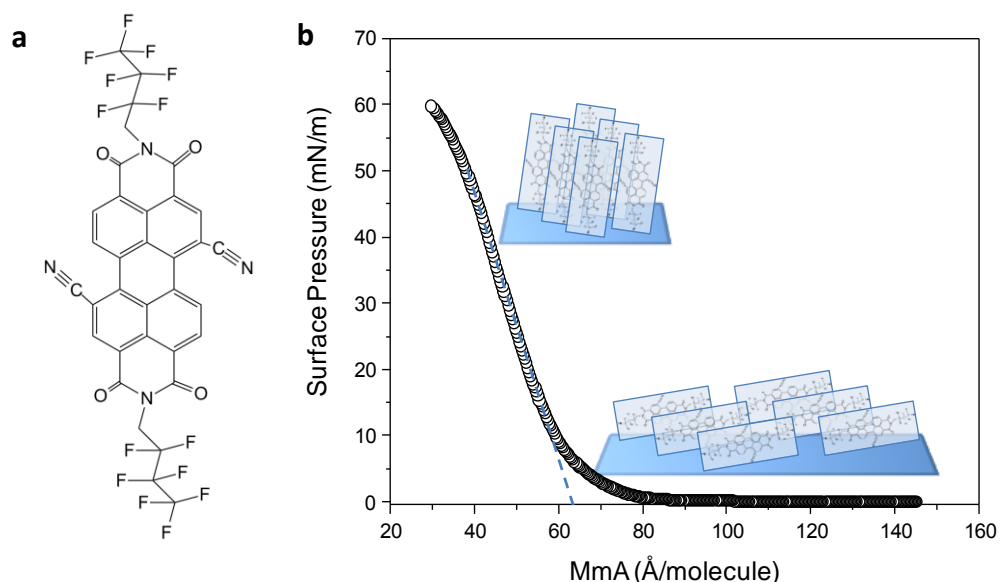 a
F
F F
F F
F F
N
O O
N
C
N
C
O O
N
F
F
F F
F F
F
b
Surface Pressure (mN/m)
70
60
50
40
30
20
10
0
20 40 60 80 100 120 140 160
MmA (Å/molecule)